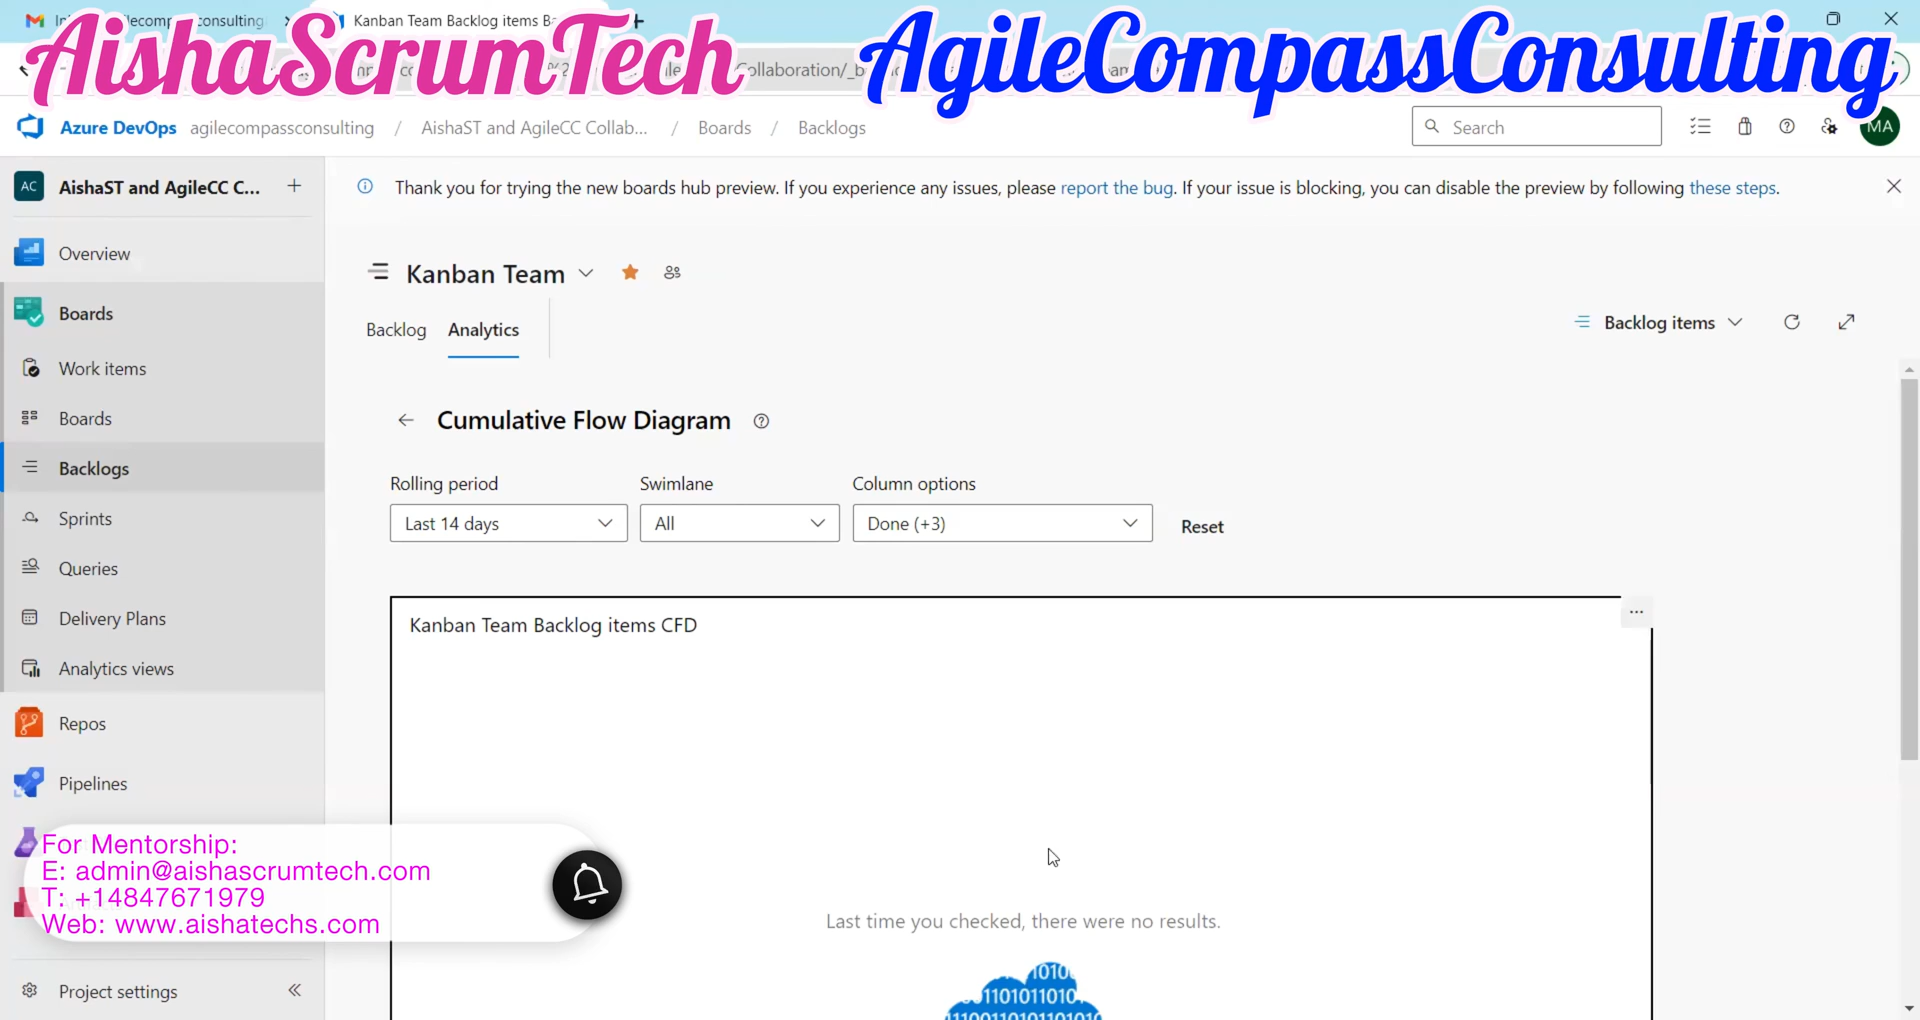 Kanban Team Backlog items Ba
AishaScrumTech
AgileCompassConsulting
Collaboration/_b
Azure DevOps agilecompassconsulting / AishaST and AgileCC Collab... / Boards / Backlogs
Search
MA
AC AishaST and AgileCC C... +
Thank you for trying the new boards hub preview. If you experience any issues, please report the bug. If your issue is blocking, you can disable the preview by following these steps.
Overview
Boards
Work items
Boards
Backlogs
Sprints
Queries
Delivery Plans
Analytics views
Repos
Pipelines
Project settings
Kanban Team
Backlog Analytics
Backlog items
Cumulative Flow Diagram
Rolling period Swimlane Column options
Last 14 days All Done (+3) Reset
Kanban Team Backlog items CFD
...
Last time you checked, there were no results.
For Mentorship:
E: admin@aishascrumtech.com
T: +14847671979
Web: www.aishatechs.com